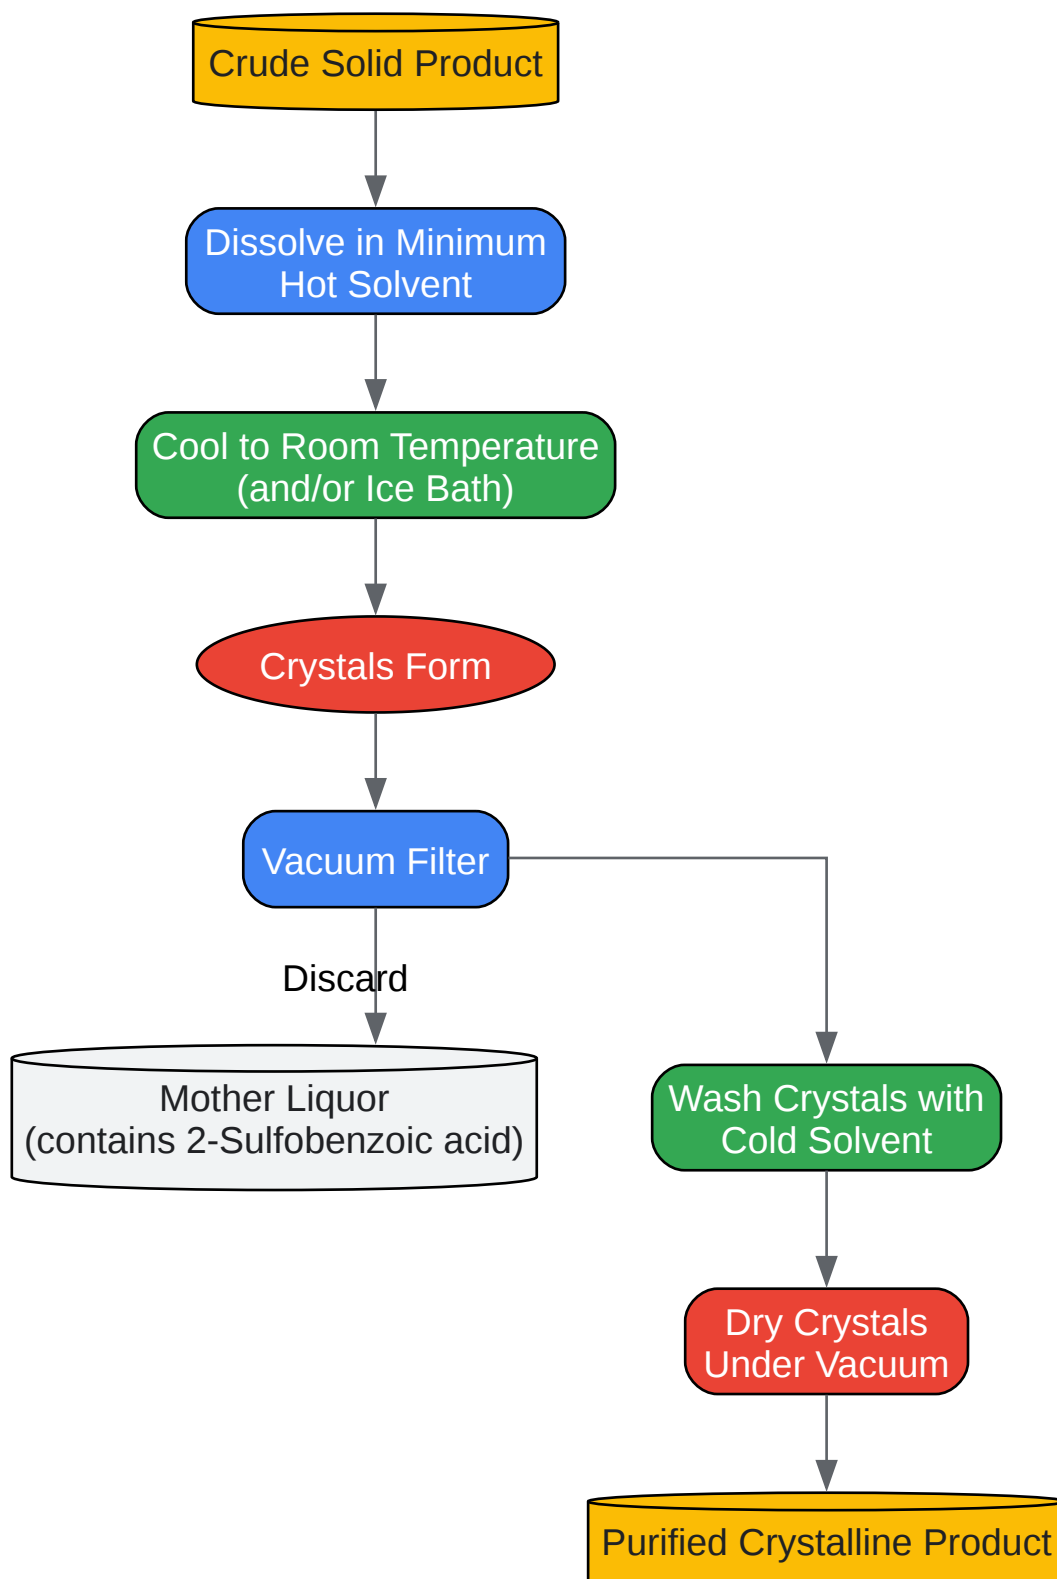 Crude Solid Product
Dissolve in Minimum
Hot Solvent
Cool to Room Temperature
(and/or Ice Bath)
Crystals Form
Vacuum Filter
Discard
Mother Liquor
(contains 2-Sulfobenzoic acid)
Wash Crystals with
Cold Solvent
Dry Crystals
Under Vacuum
Purified Crystalline Product